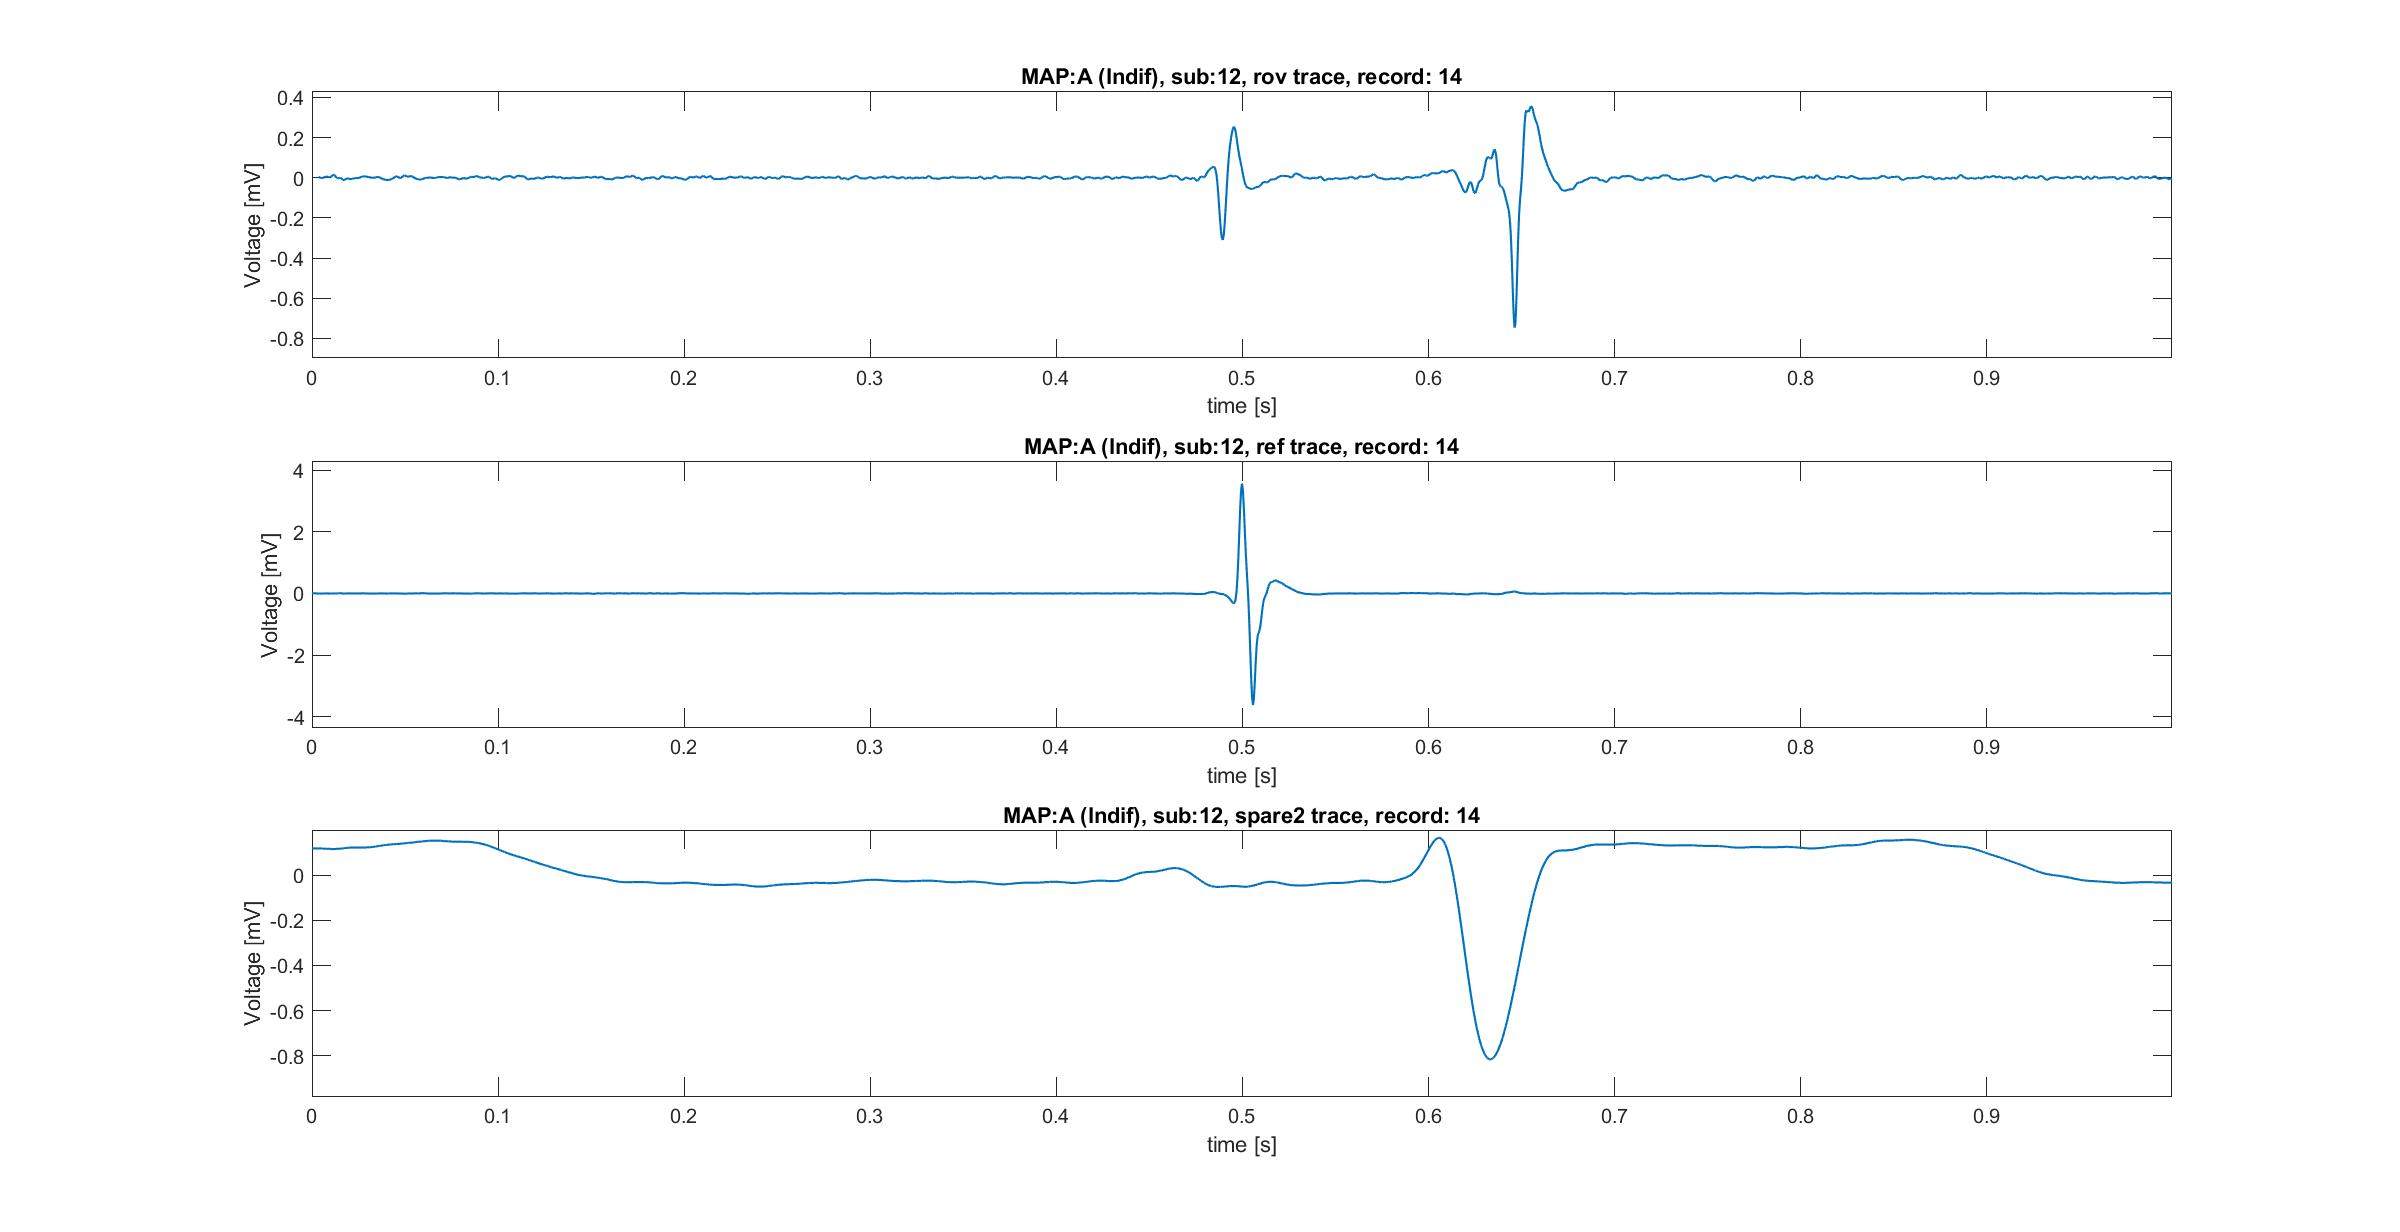 MAP:A (Indif), sub:12, rov trace, record: 14
0.4
0.2
0
-0.2
-0.4
-0.6
-0.8
Voltage [mV]
0 0.1 0.2 0.3 0.4 0.5 0.6 0.7 0.8 0.9
time [s]
MAP:A (Indif), sub:12, ref trace, record: 14
4
2
0
-2
-4
Voltage [mV]
0 0.1 0.2 0.3 0.4 0.5 0.6 0.7 0.8 0.9
time [s]
MAP:A (Indif), sub:12, spare2 trace, record: 14
0
-0.2
-0.4
-0.6
-0.8
Voltage [mV]
0 0.1 0.2 0.3 0.4 0.5 0.6 0.7 0.8 0.9
time [s]